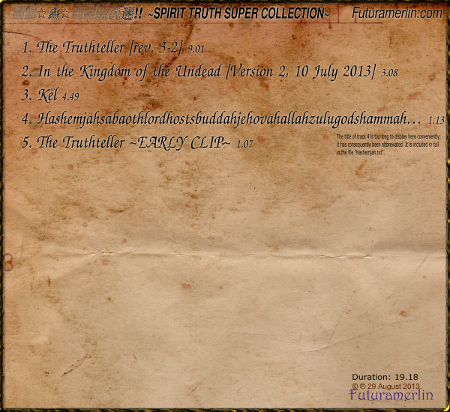 !! ~SPIRIT TRUTH SUPER COLLECTION~ Futuramerlin.com
1. The Truthteller [rev. 3-2] 9.01
2. In the Kingdom of the Undead [Version 2, 10 July 2013] 3.08
3. Kël 4.49
4. Hashemjahsabaothlordhostsbuddahjehovahallahzulugodshammah... 1.13
The title of track 4 is too long to display here conveniently;
it has consequently been abbreviated. It is included in full
in the file "Hashemjah.txt".
5. The Truthteller ~EARLY CLIP~ 1.07
Duration: 19.18
© ℗ 29 August 2013
Futuramerlin